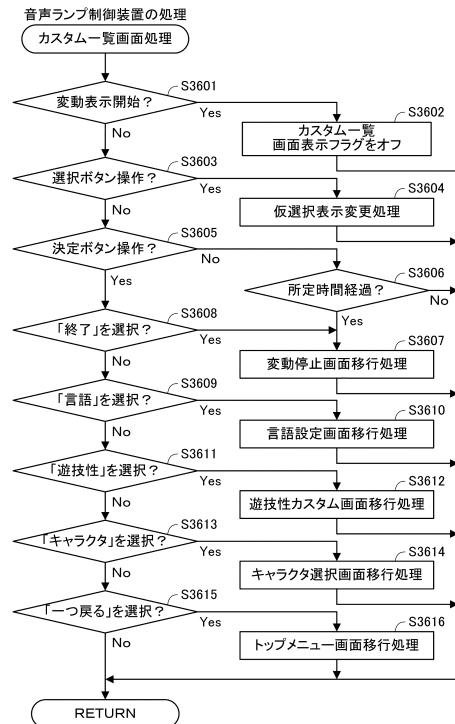 音声ランプ制御装置の処理
カスタム一覧画面処理
S3601
変動表示開始？
Yes
S3602
カスタム一覧
画面表示フラグをオフ
No
S3603
選択ボタン操作？
Yes
S3604
仮選択表示変更処理
No
S3605
決定ボタン操作？
No
S3606
所定時間経過？
No
Yes
Yes
S3608
「終了」を選択？
Yes
S3607
変動停止画面移行処理
No
S3609
「言語」を選択？
Yes
S3610
言語設定画面移行処理
No
S3611
「遊技性」を選択？
Yes
S3612
遊技性カスタム画面移行処理
No
S3613
「キャラクタ」を選択？
Yes
S3614
キャラクタ選択画面移行処理
No
S3615
「一つ戻る」を選択？
Yes
S3616
トップメニュー画面移行処理
No
RETURN